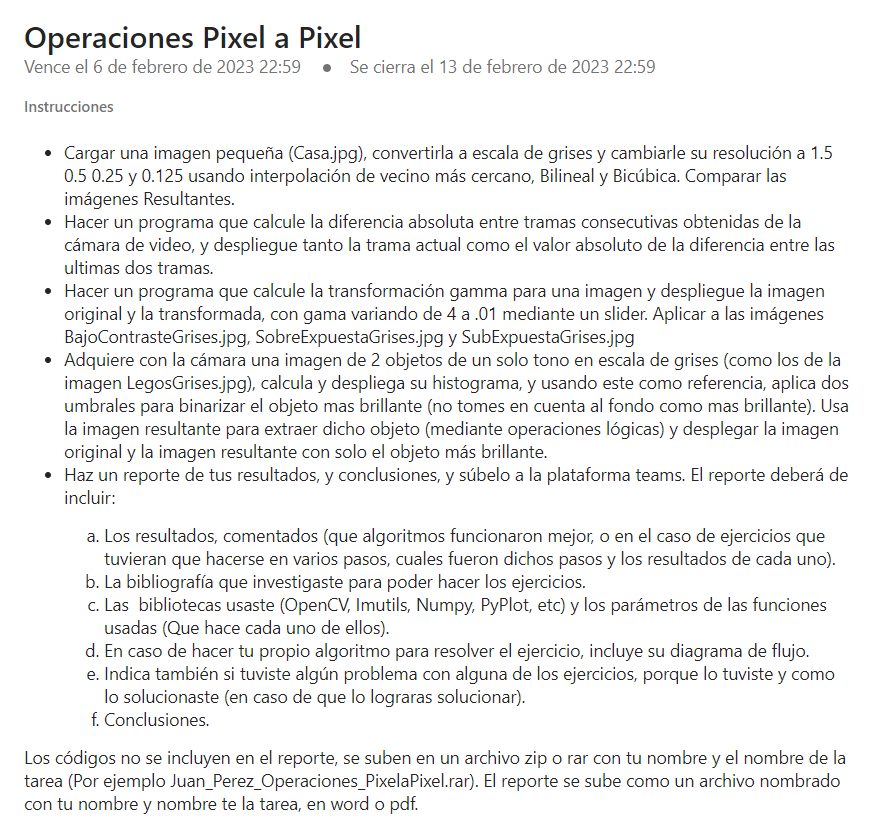 Operaciones Pixel a Pixel
Vence el 6 de febrero de 2023 22:59 • Se cierra el 13 de febrero de 2023 22:59
Instrucciones
• Cargar una imagen pequeña (Casa.jpg), convertirla a escala de grises y cambiarle su resolución a 1.5
0.5 0.25 y 0.125 usando interpolación de vecino más cercano, Bilineal y Bicúbica. Comparar las
imágenes Resultantes.
• Hacer un programa que calcule la diferencia absoluta entre tramas consecutivas obtenidas de la
cámara de video, y despliegue tanto la trama actual como el valor absoluto de la diferencia entre las
ultimas dos tramas.
• Hacer un programa que calcule la transformación gamma para una imagen y despliegue la imagen
original y la transformada, con gama variando de 4 a .01 mediante un slider. Aplicar a las imágenes
BajoContrasteGrises.jpg, SobreExpuestaGrises.jpg y SubExpuestaGrises.jpg
• Adquiere con la cámara una imagen de 2 objetos de un solo tono en escala de grises (como los de la
imagen LegosGrises.jpg), calcula y despliega su histograma, y usando este como referencia, aplica dos
umbrales para binarizar el objeto mas brillante (no tomes en cuenta al fondo como mas brillante). Usa
la imagen resultante para extraer dicho objeto (mediante operaciones lógicas) y desplegar la imagen
original y la imagen resultante con solo el objeto más brillante.
• Haz un reporte de tus resultados, y conclusiones, y súbelo a la plataforma teams. El reporte deberá de
incluir:
a. Los resultados, comentados (que algoritmos funcionaron mejor, o en el caso de ejercicios que
tuvieran que hacerse en varios pasos, cuales fueron dichos pasos y los resultados de cada uno).
b. La bibliografía que investigaste para poder hacer los ejercicios.
c. Las  bibliotecas usaste (OpenCV, Imutils, Numpy, PyPlot, etc) y los parámetros de las funciones
usadas (Que hace cada uno de ellos).
d. En caso de hacer tu propio algoritmo para resolver el ejercicio, incluye su diagrama de flujo.
e. Indica también si tuviste algún problema con alguna de los ejercicios, porque lo tuviste y como
lo solucionaste (en caso de que lo lograras solucionar).
f. Conclusiones.
Los códigos no se incluyen en el reporte, se suben en un archivo zip o rar con tu nombre y el nombre de la
tarea (Por ejemplo Juan_Perez_Operaciones_PixelaPixel.rar). El reporte se sube como un archivo nombrado
con tu nombre y nombre te la tarea, en word o pdf.